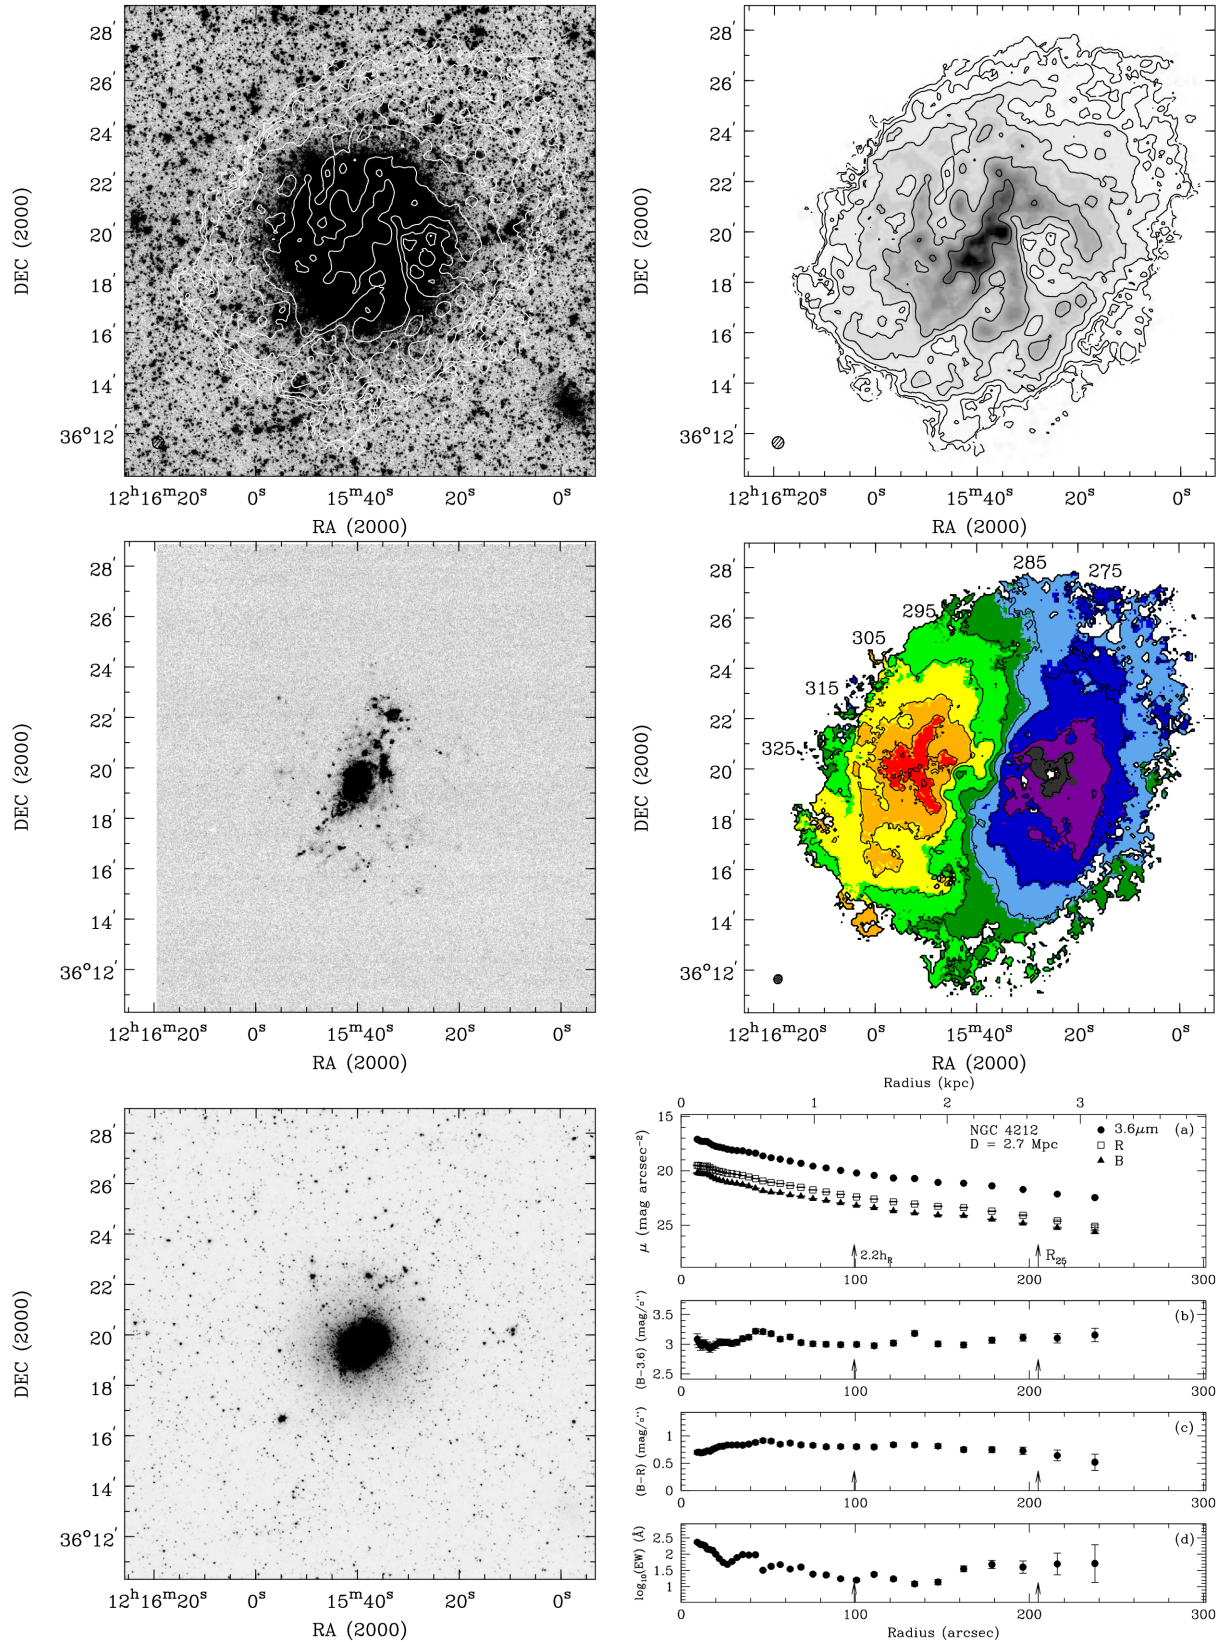 28′
26′
24′
22′
20′
18′
16′
14′
36°12′
DEC (2000)
12ʰ16ᵐ20ˢ 0ˢ 15ᵐ40ˢ 20ˢ 0ˢ
RA (2000)
28′
26′
24′
22′
20′
18′
16′
14′
36°12′
DEC (2000)
12ʰ16ᵐ20ˢ 0ˢ 15ᵐ40ˢ 20ˢ 0ˢ
RA (2000)
28′
26′
24′
22′
20′
18′
16′
14′
36°12′
DEC (2000)
12ʰ16ᵐ20ˢ 0ˢ 15ᵐ40ˢ 20ˢ 0ˢ
RA (2000)
28′
26′
24′
22′
20′
18′
16′
14′
36°12′
DEC (2000)
285
275
295
305
315
325
12ʰ16ᵐ20ˢ 0ˢ 15ᵐ40ˢ 20ˢ 0ˢ
RA (2000)
28′
26′
24′
22′
20′
18′
16′
14′
36°12′
DEC (2000)
12ʰ16ᵐ20ˢ 0ˢ 15ᵐ40ˢ 20ˢ 0ˢ
RA (2000)
Radius (kpc)
0 1 2 3
15
20
25
μ (mag arcsec⁻²)
NGC 4212
D = 2.7 Mpc
3.6μm
R
B
(a)
2.2h_R
R₂₅
0 100 200 300
3.5
3
2.5
(B−3.6) (mag/□″)
(b)
0 100 200 300
1
0.5
0
(B−R) (mag/□″)
(c)
0 100 200 300
2.5
2
1.5
1
log₁₀(EW) (Å)
(d)
0 100 200 300
Radius (arcsec)